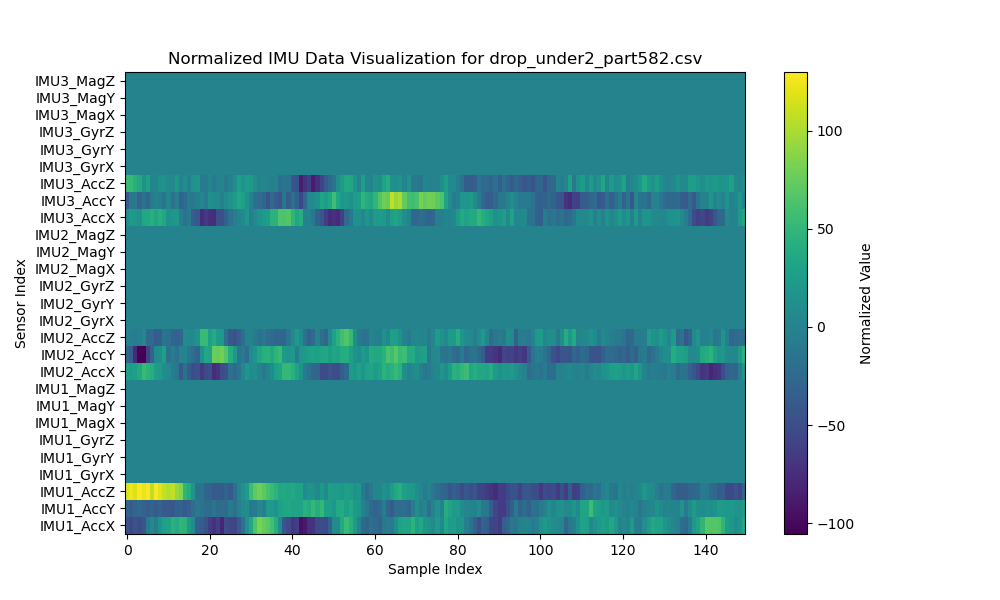 Normalized IMU Data Visualization for drop_under2_part582.csv
IMU3_MagZ
IMU3_MagY
IMU3_MagX
IMU3_GyrZ
IMU3_GyrY
IMU3_GyrX
IMU3_AccZ
IMU3_AccY
IMU3_AccX
IMU2_MagZ
IMU2_MagY
IMU2_MagX
IMU2_GyrZ
IMU2_GyrY
IMU2_GyrX
IMU2_AccZ
IMU2_AccY
IMU2_AccX
IMU1_MagZ
IMU1_MagY
IMU1_MagX
IMU1_GyrZ
IMU1_GyrY
IMU1_GyrX
IMU1_AccZ
IMU1_AccY
IMU1_AccX
Sensor Index
0 20 40 60 80 100 120 140
Sample Index
100
50
0
−50
−100
Normalized Value